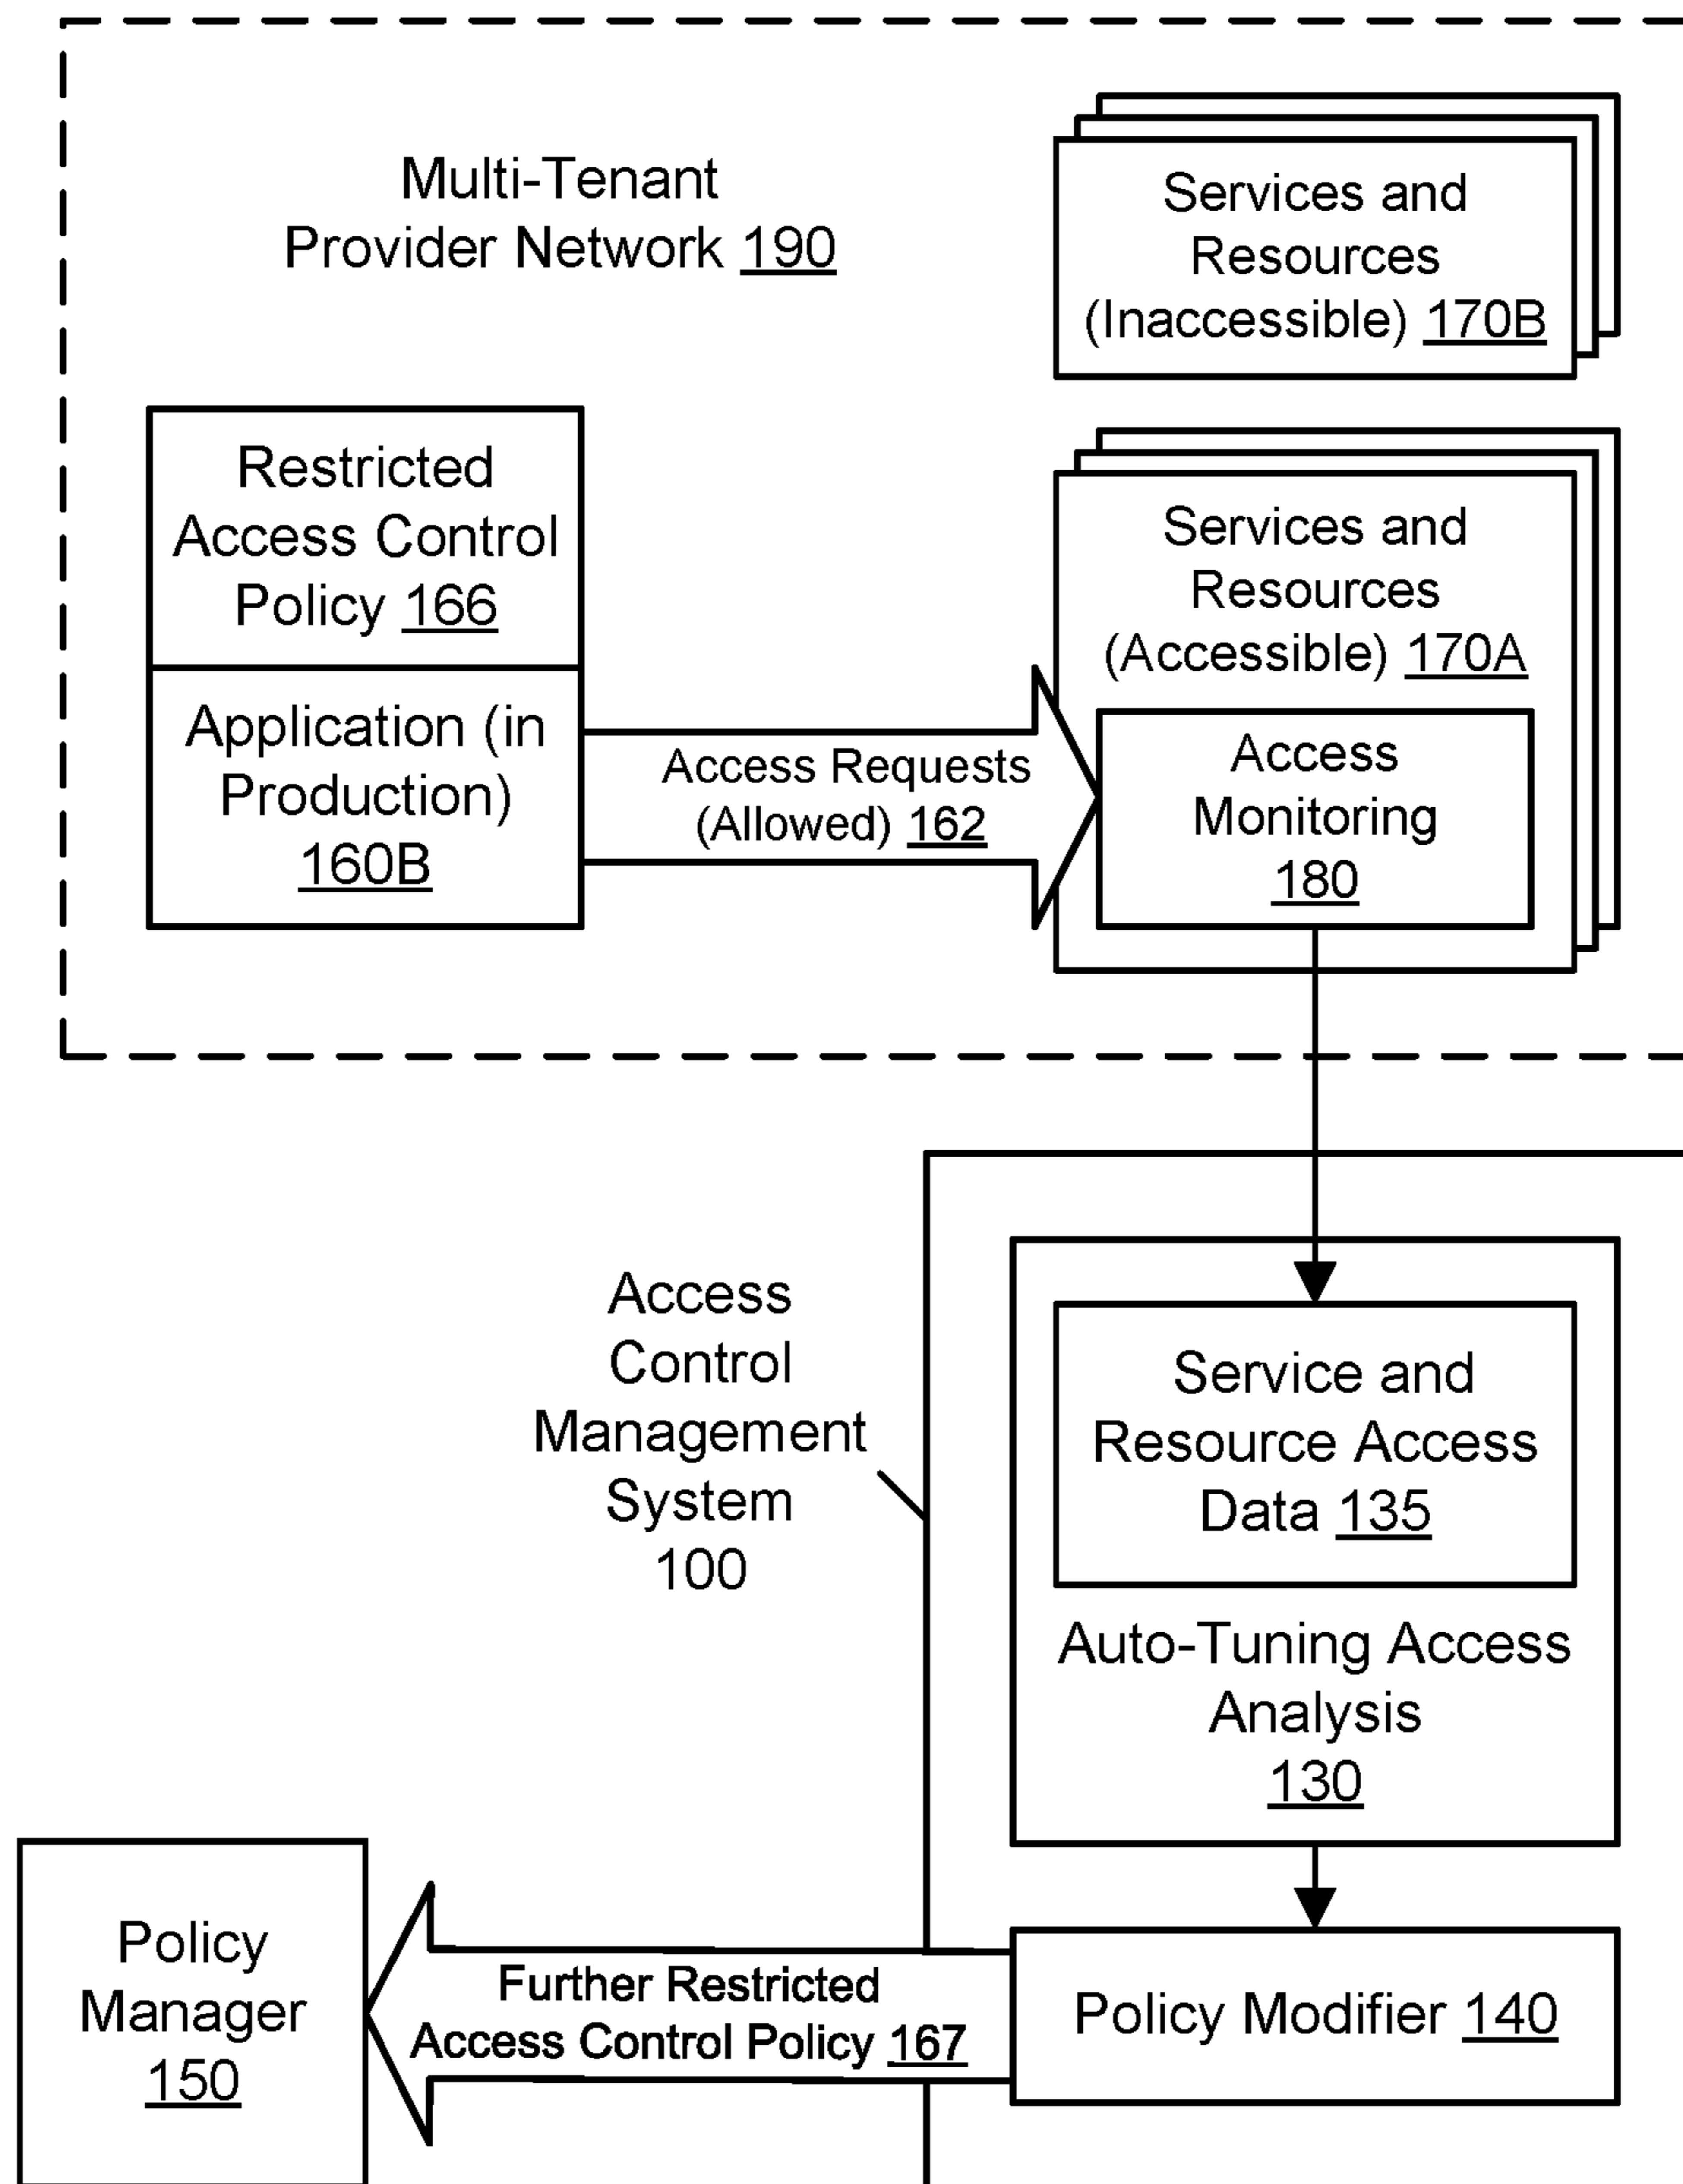 Multi-Tenant
Provider Network 190
Services and
Resources
(Inaccessible) 170B
Restricted
Access Control
Policy 166
Application (in
Production)
160B
Access Requests
(Allowed) 162
Services and
Resources
(Accessible) 170A
Access
Monitoring
180
Access
Control
Management
System
100
Service and
Resource Access
Data 135
Auto-Tuning Access
Analysis
130
Policy
Manager
150
Further Restricted
Access Control Policy 167
Policy Modifier 140